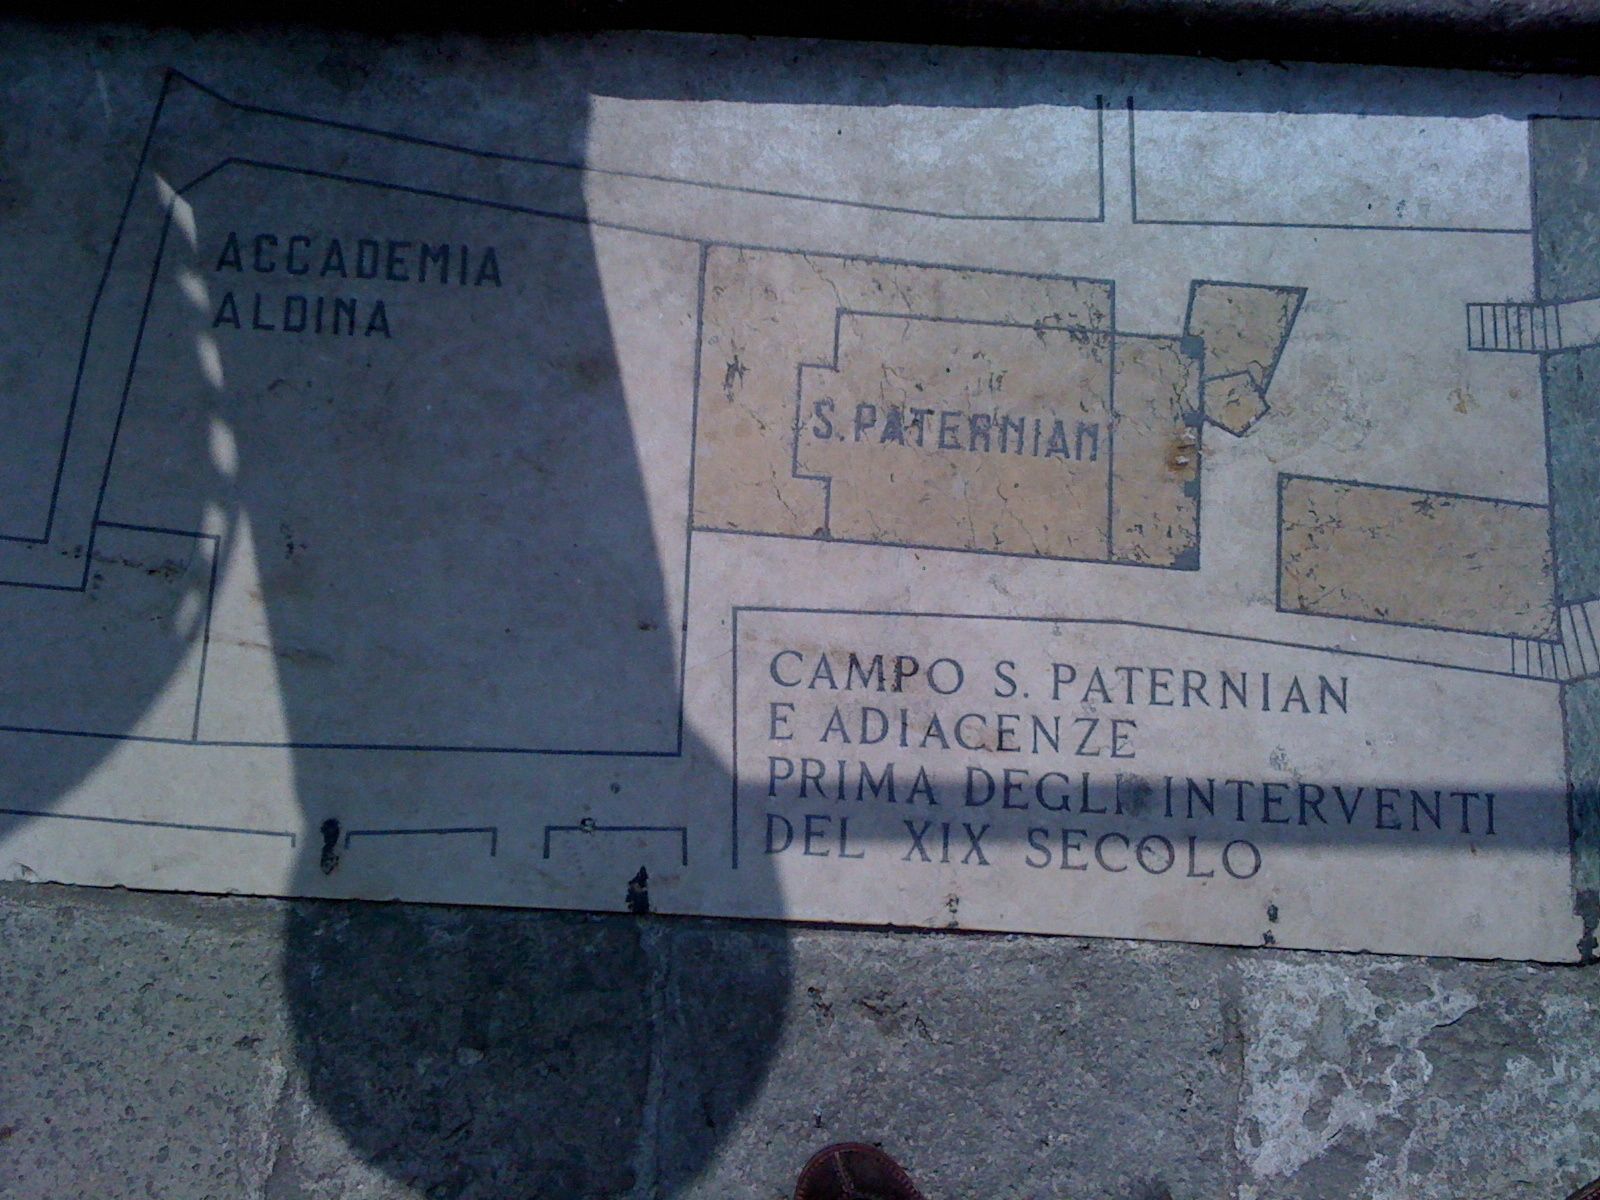 ACCADEMIA
ALDINA
S. PATERNIAN
CAMPO S. PATERNIAN
E ADIACENZE
PRIMA DEGLI INTERVENTI
DEL XIX SECOLO